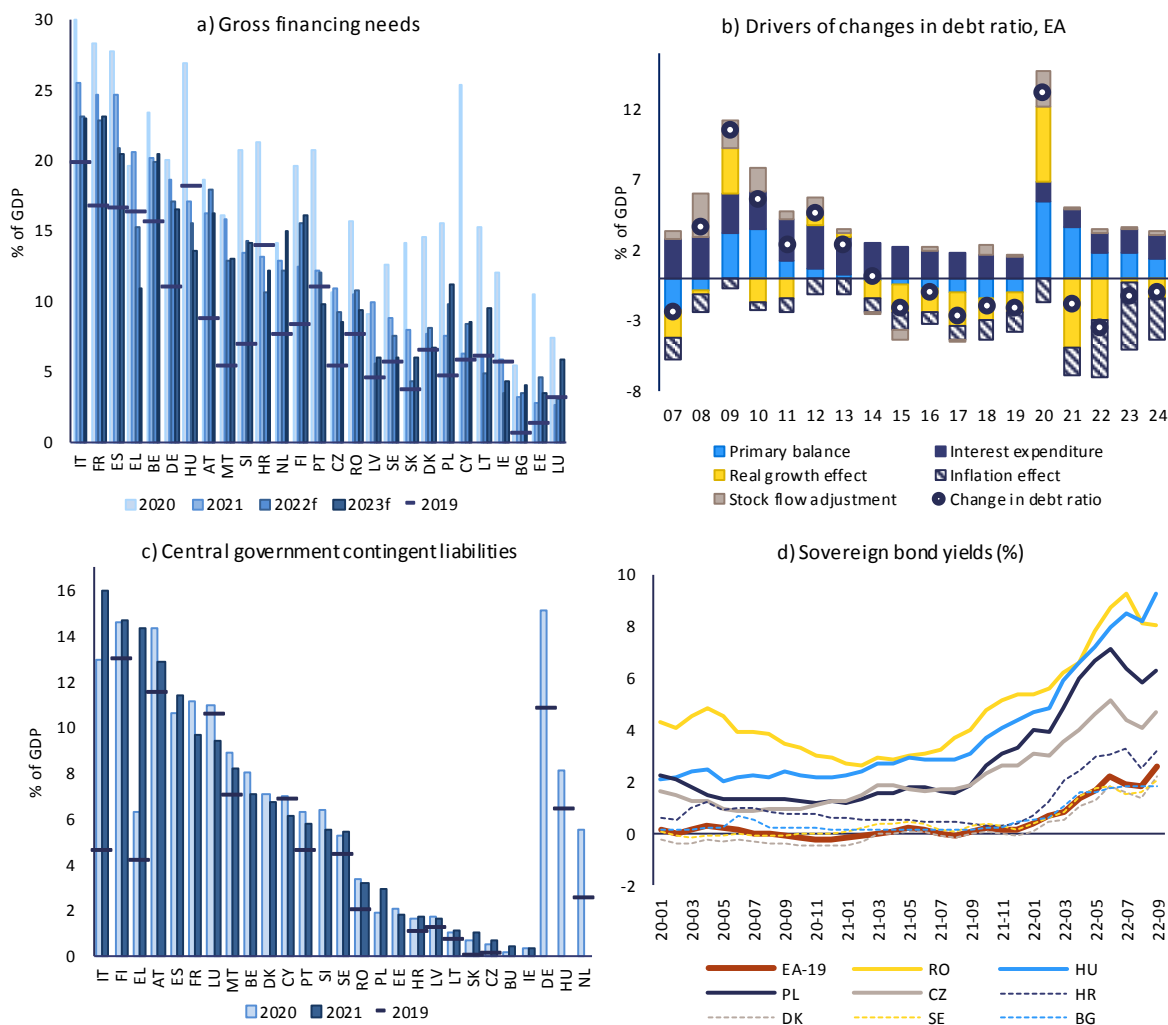 a) Gross financing needs
% of GDP
30
25
20
15
10
5
0
IT FR ES EL BE DE HU AT MT SI HR NL FI PT CZ RO LV SE SK DK PL CY LT IE BG EE LU
2020 2021 2022f 2023f 2019
b) Drivers of changes in debt ratio, EA
% of GDP
12
7
2
-3
-8
07 08 09 10 11 12 13 14 15 16 17 18 19 20 21 22 23 24
Primary balance Interest expenditure
Real growth effect Inflation effect
Stock flow adjustment Change in debt ratio
c) Central government contingent liabilities
% of GDP
16
14
12
10
8
6
4
2
0
IT FI EL AT ES FR LU MT BE DK CY PT SI SE RO PL EE HR LV LT SK CZ BU IE DE HU NL
2020 2021 2019
d) Sovereign bond yields (%)
10
8
6
4
2
0
-2
20-01 20-03 20-05 20-07 20-09 20-11 21-01 21-03 21-05 21-07 21-09 21-11 22-01 22-03 22-05 22-07 22-09
EA-19 RO HU
PL CZ HR
DK SE BG